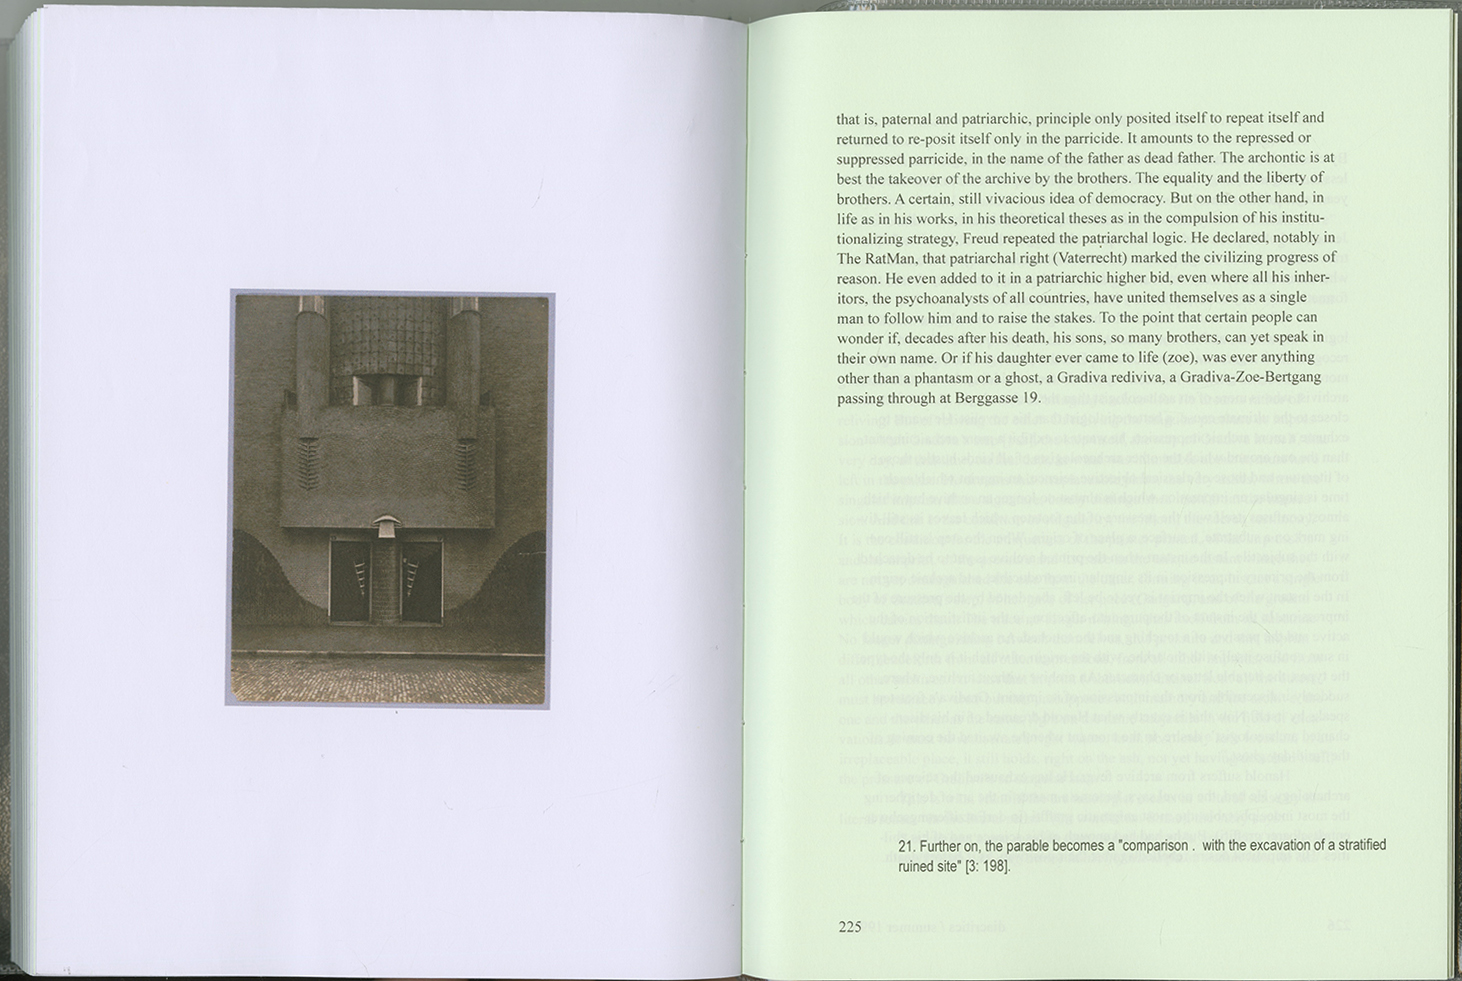 that is, paternal and patriarchic, principle only posited itself to repeat itself and
returned to re-posit itself only in the parricide. It amounts to the repressed or
suppressed parricide, in the name of the father as dead father. The archontic is at
best the takeover of the archive by the brothers. The equality and the liberty of
brothers. A certain, still vivacious idea of democracy. But on the other hand, in
life as in his works, in his theoretical theses as in the compulsion of his institu-
tionalizing strategy, Freud repeated the patriarchal logic. He declared, notably in
The RatMan, that patriarchal right (Vaterrecht) marked the civilizing progress of
reason. He even added to it in a patriarchic higher bid, even where all his inher-
itors, the psychoanalysts of all countries, have united themselves as a single
man to follow him and to raise the stakes. To the point that certain people can
wonder if, decades after his death, his sons, so many brothers, can yet speak in
their own name. Or if his daughter ever came to life (zoe), was ever anything
other than a phantasm or a ghost, a Gradiva rediviva, a Gradiva-Zoe-Bertgang
passing through at Berggasse 19.
21. Further on, the parable becomes a "comparison . with the excavation of a stratified
ruined site" [3: 198].
225